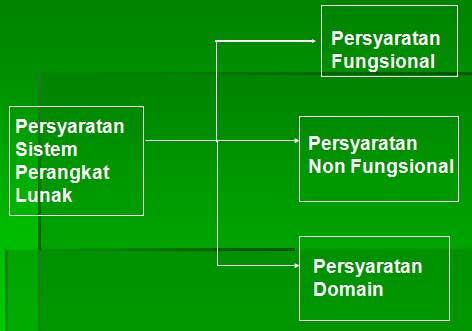 Persyaratan
Fungsional
Persyaratan
Sistem
Perangkat
Lunak
Persyaratan
Non Fungsional
Persyaratan
Domain